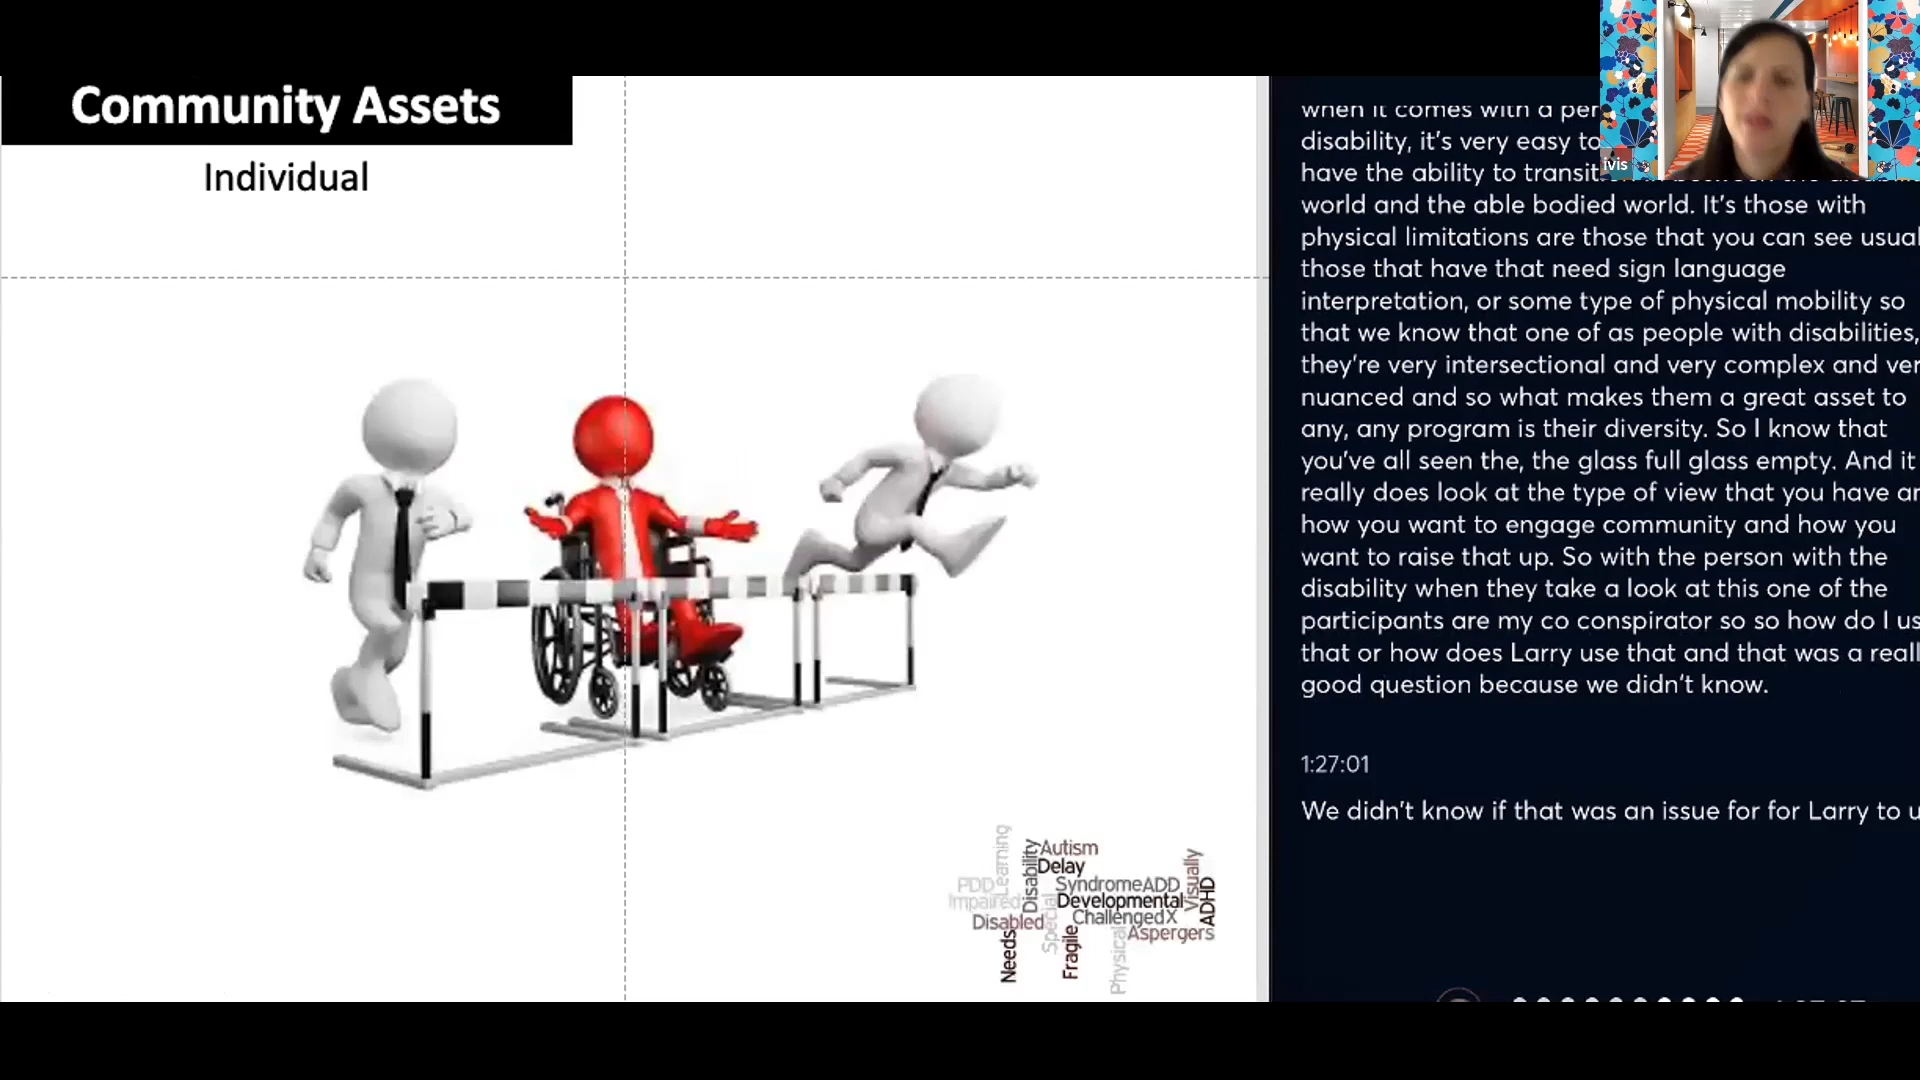 Community Assets
Individual
when it comes with a
disability, it's very easy to
have the ability to
world and the able bodied world. It's those with
physical limitations are those that you can see
those that have that need sign language
interpretation, or some type of physical mobility so
that we know that one of as people with disabilities,
they're very intersectional and very complex and
nuanced and so what makes them a great asset to
any, any program is their diversity. So I know that
you've all seen the, the glass full glass empty. And it
really does look at the type of view that you have
how you want to engage community and how you
want to raise that up. So with the person with the
disability when they take a look at this one of the
participants are my co conspirator so so how do I
that or how does Larry use that and that was a
good question because we didn't know.
1:27:01
We didn't know if that was an issue for for Larry to
ivis
Learning
Disability
Autism
Delay
PDD
Syndrome
ADD
Visually
Impaired
Developmental
ADHD
Disabled
Special
Challenged
X
Aspergers
Needs
Fragile
Physical